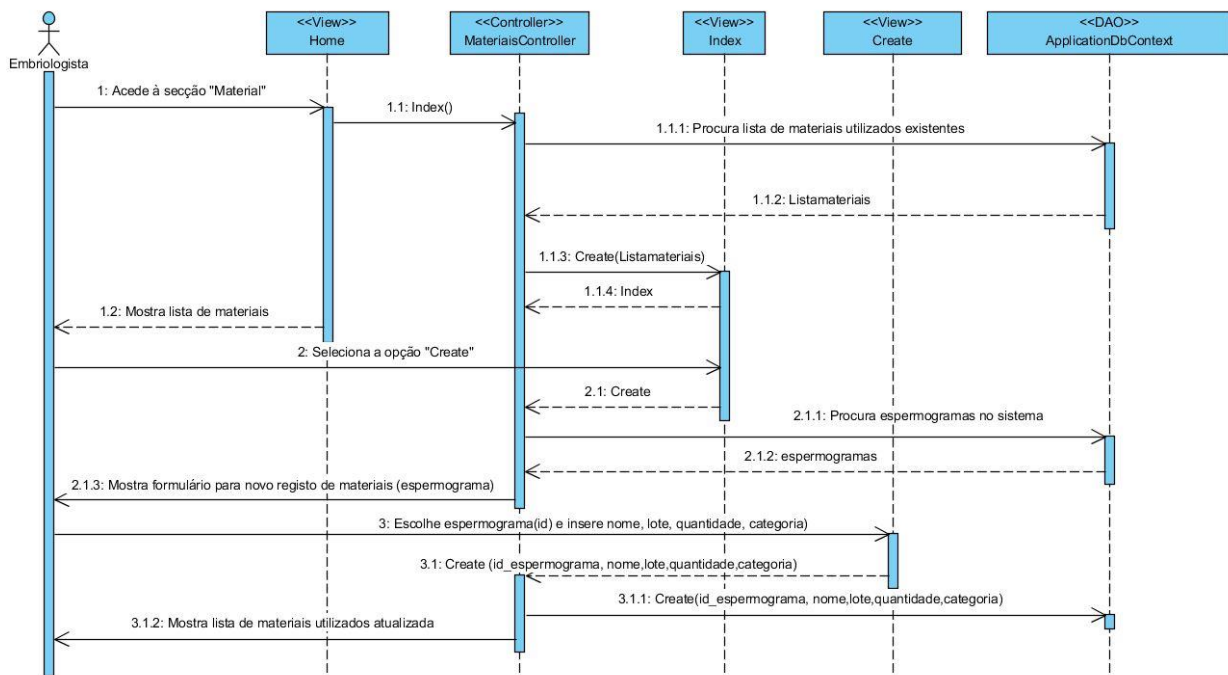 <<View>>
Home
<<Controller>>
MateriaisController
<<View>>
Index
<<View>>
Create
<<DAO>>
ApplicationDbContext
Embriologista
1: Acede à secção "Material"
1.1: Index()
1.1.1: Procura lista de materiais utilizados existentes
1.1.2: Listamateriais
1.1.3: Create(Listamateriais)
1.1.4: Index
1.2: Mostra lista de materiais
2: Seleciona a opção "Create"
2.1: Create
2.1.1: Procura espermogramas no sistema
2.1.2: espermogramas
2.1.3: Mostra formulário para novo registo de materiais (espermograma)
3: Escolhe espermograma(id) e insere nome, lote, quantidade, categoria)
3.1: Create (id_espermograma, nome,lote,quantidade,categoria)
3.1.1: Create(id_espermograma, nome,lote,quantidade,categoria)
3.1.2: Mostra lista de materiais utilizados atualizada